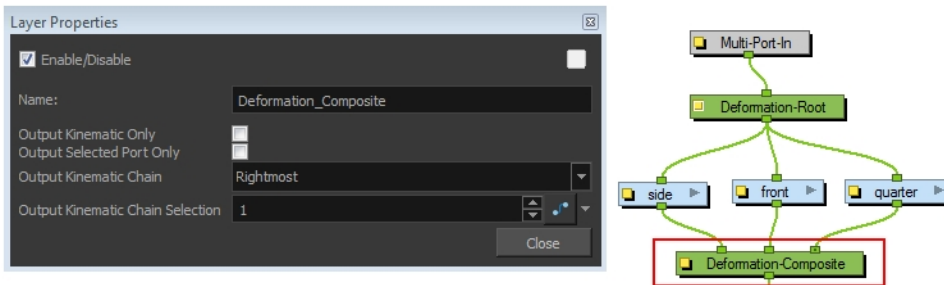 Layer Properties
Enable/Disable
Name:
Deformation_Composite
Output Kinematic Only
Output Selected Port Only
Output Kinematic Chain
Rightmost
Output Kinematic Chain Selection
1
Close
Multi-Port-In
Deformation-Root
side
front
quarter
Deformation-Composite